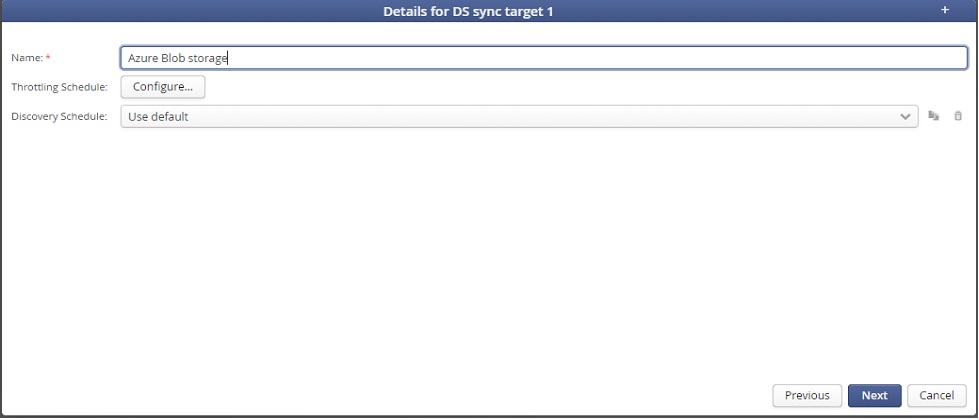 Details for DS sync target 1 +
Name: * Azure Blob storage
Throttling Schedule: Configure...
Discovery Schedule: Use default
Previous Next Cancel